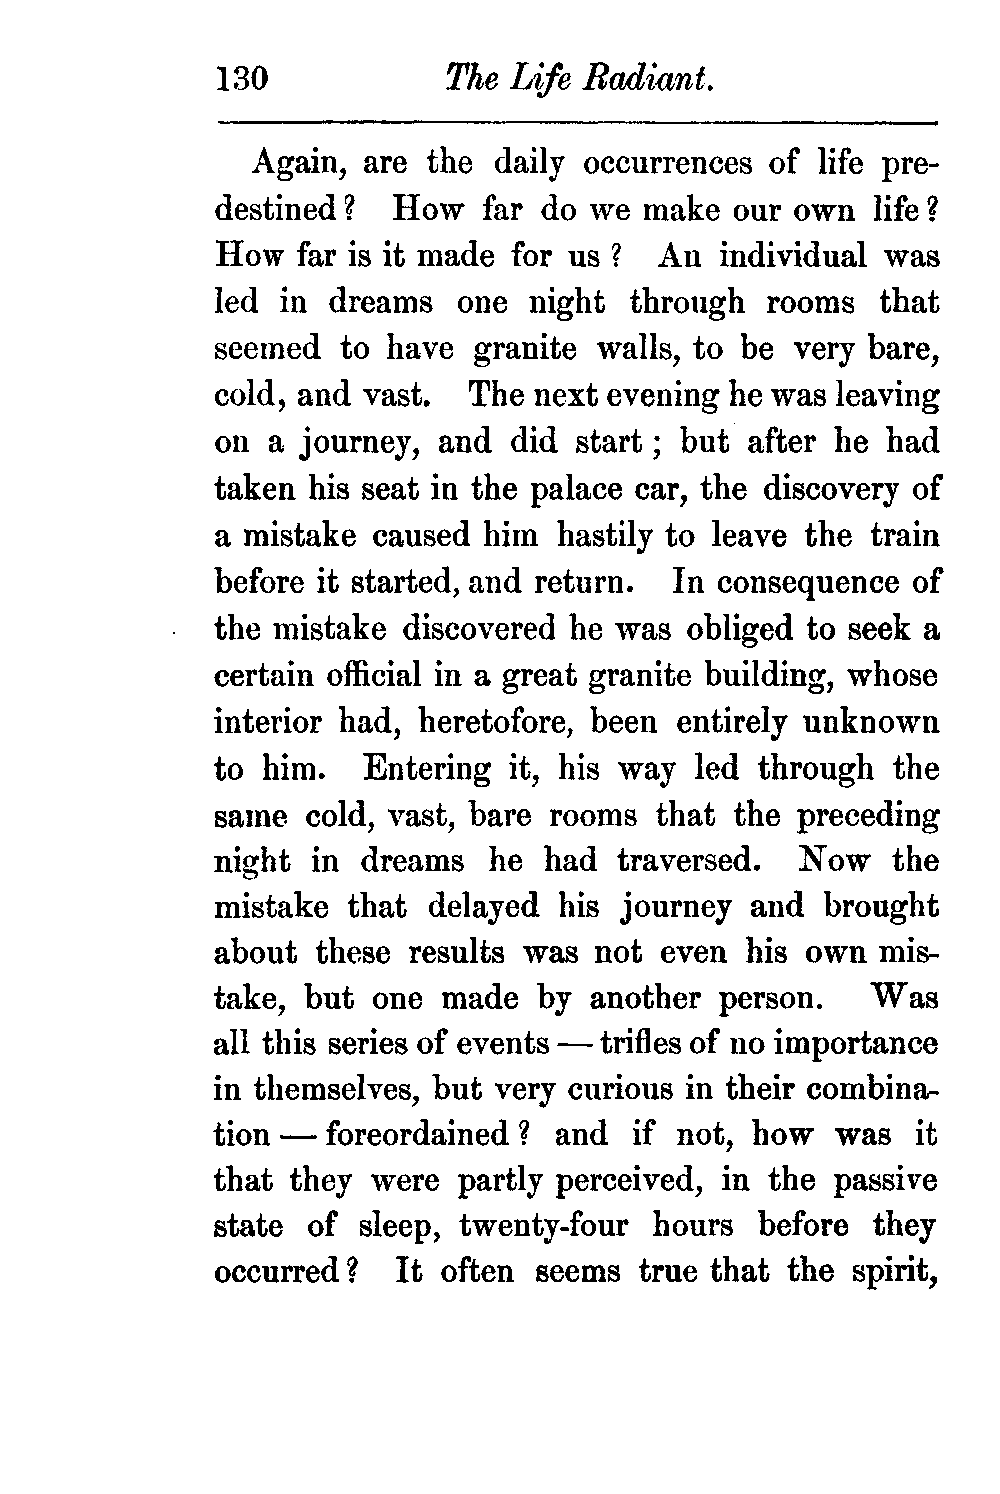 130 The Life Radiant.
Again, are the daily occurrences of life pre-
destined? How far do we make our own life?
How far is it made for us? An individual was
led in dreams one night through rooms that
seemed to have granite walls, to be very bare,
cold, and vast. The next evening he was leaving
on a journey, and did start; but after he had
taken his seat in the palace car, the discovery of
a mistake caused him hastily to leave the train
before it started, and return. In consequence of
the mistake discovered he was obliged to seek a
certain official in a great granite building, whose
interior had, heretofore, been entirely unknown
to him. Entering it, his way led through the
same cold, vast, bare rooms that the preceding
night in dreams he had traversed. Now the
mistake that delayed his journey and brought
about these results was not even his own mis-
take, but one made by another person. Was
all this series of events — trifles of no importance
in themselves, but very curious in their combina-
tion — foreordained? and if not, how was it
that they were partly perceived, in the passive
state of sleep, twenty-four hours before they
occurred? It often seems true that the spirit,